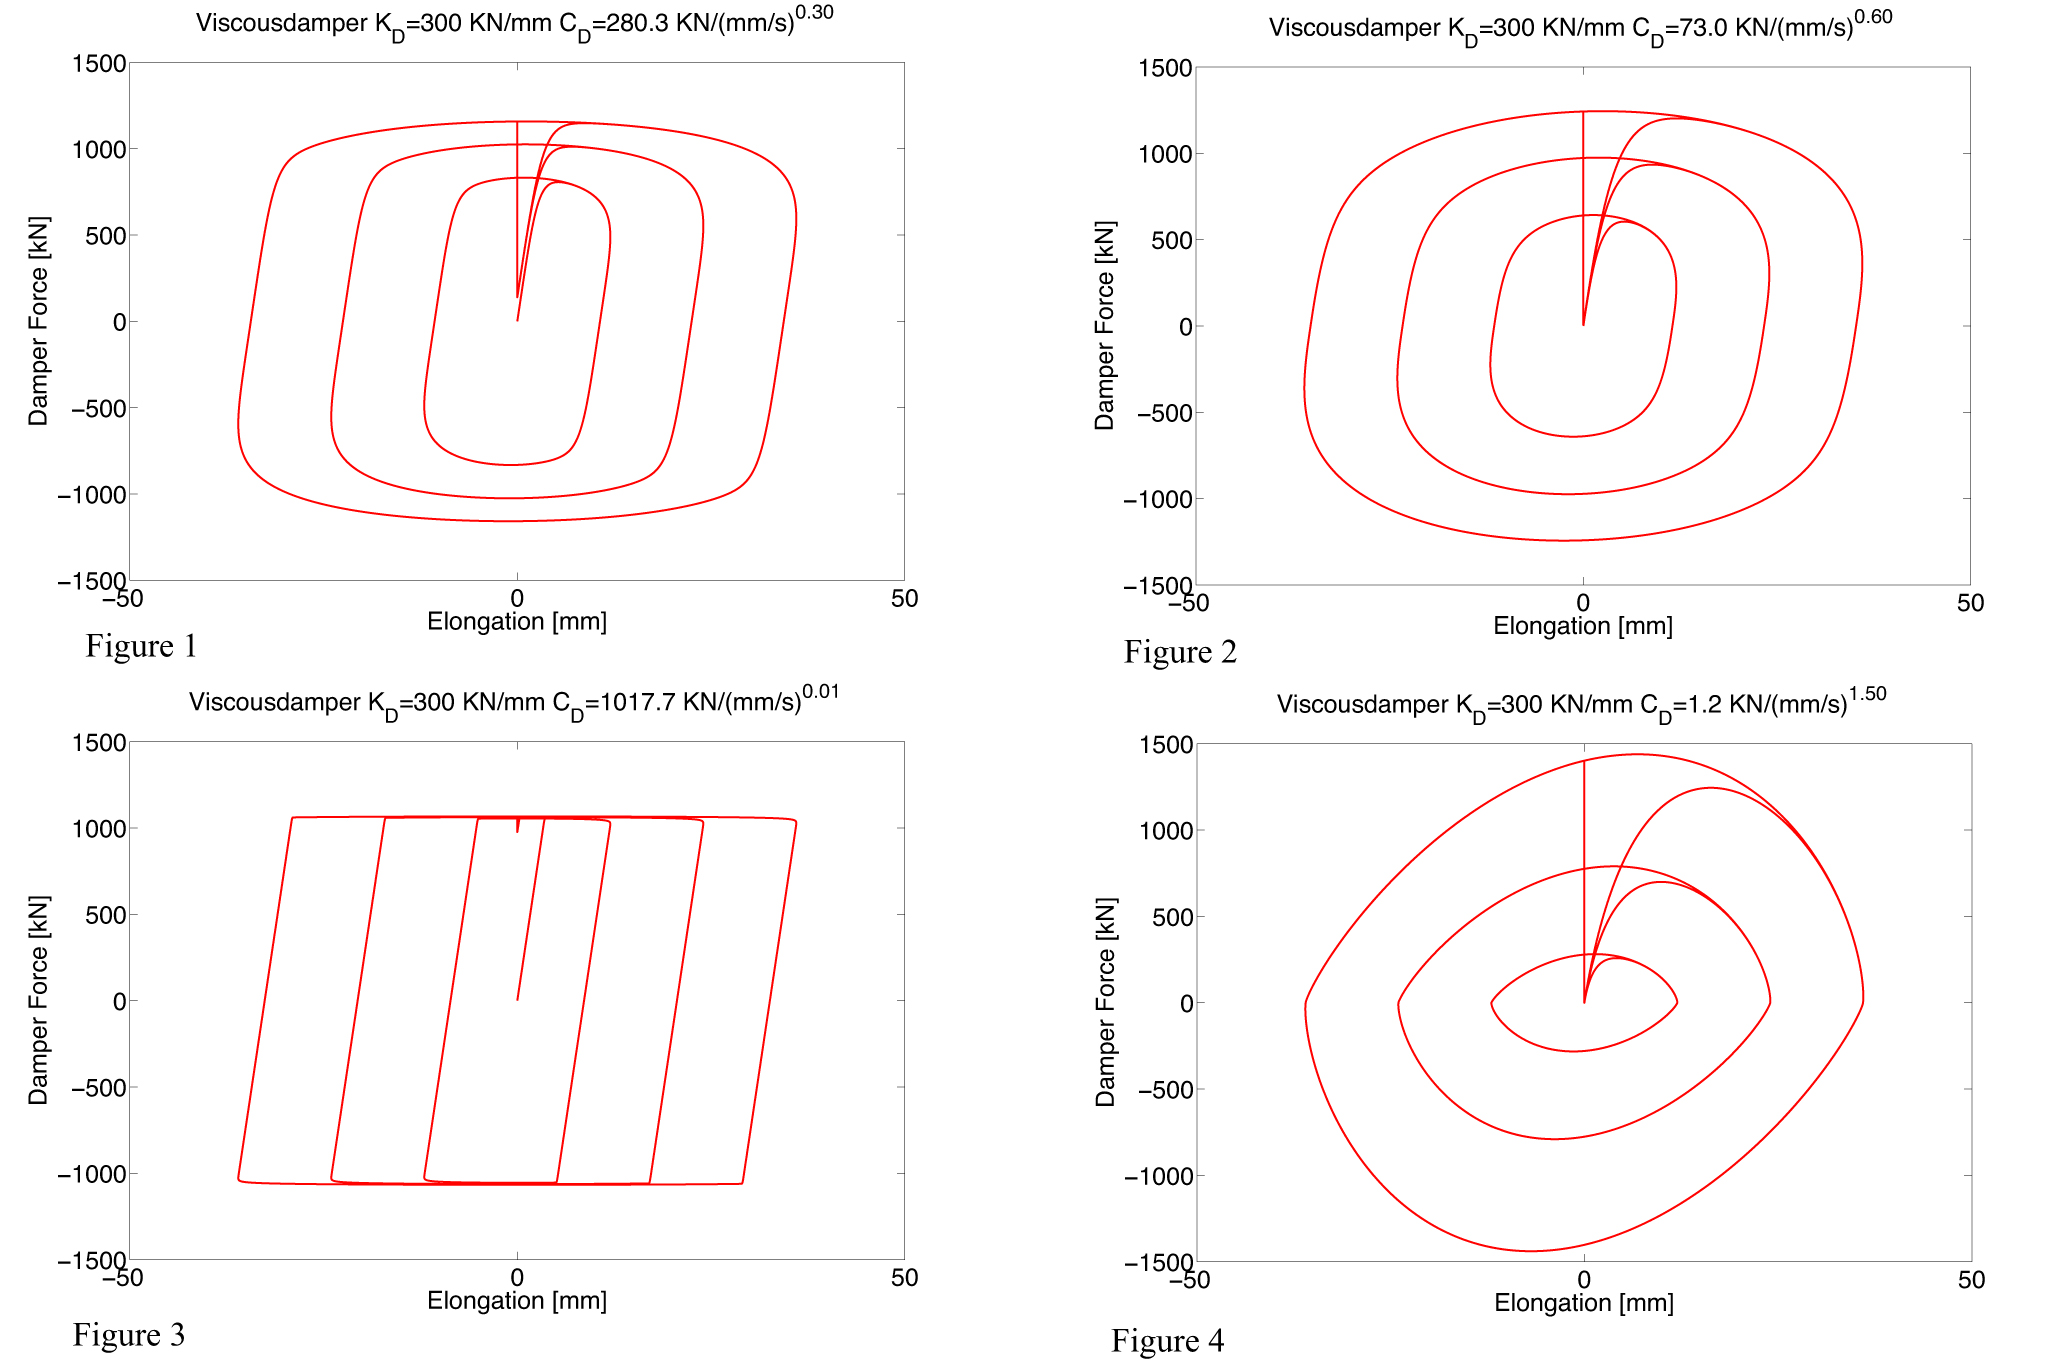 Viscousdamper K_D=300 KN/mm C_D=280.3 KN/(mm/s)^0.30
1500
1000
500
0
−500
−1000
−1500
−50
0
50
Damper Force [kN]
Elongation [mm]
Figure 1
Viscousdamper K_D=300 KN/mm C_D=73.0 KN/(mm/s)^0.60
1500
1000
500
0
−500
−1000
−1500
−50
0
50
Damper Force [kN]
Elongation [mm]
Figure 2
Viscousdamper K_D=300 KN/mm C_D=1017.7 KN/(mm/s)^0.01
1500
1000
500
0
−500
−1000
−1500
−50
0
50
Damper Force [kN]
Elongation [mm]
Figure 3
Viscousdamper K_D=300 KN/mm C_D=1.2 KN/(mm/s)^1.50
1500
1000
500
0
−500
−1000
−1500
−50
0
50
Damper Force [kN]
Elongation [mm]
Figure 4